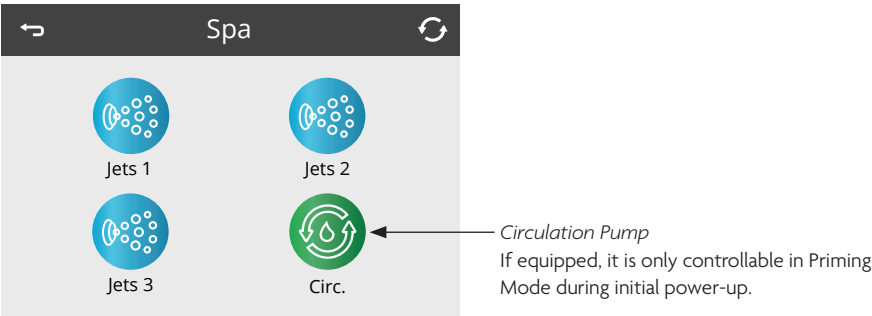 Spa
Jets 1
Jets 2
Jets 3
Circ.
Circulation Pump
If equipped, it is only controllable in Priming
Mode during initial power-up.